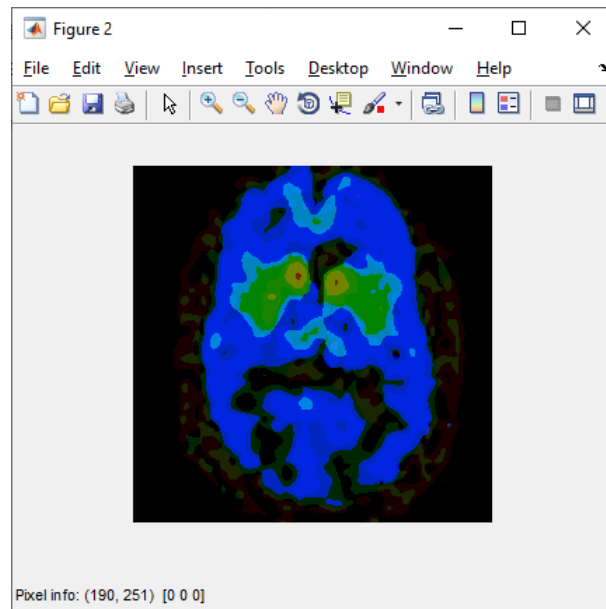 Figure 2
File Edit View Insert Tools Desktop Window Help
Pixel info: (190, 251) [0 0 0]